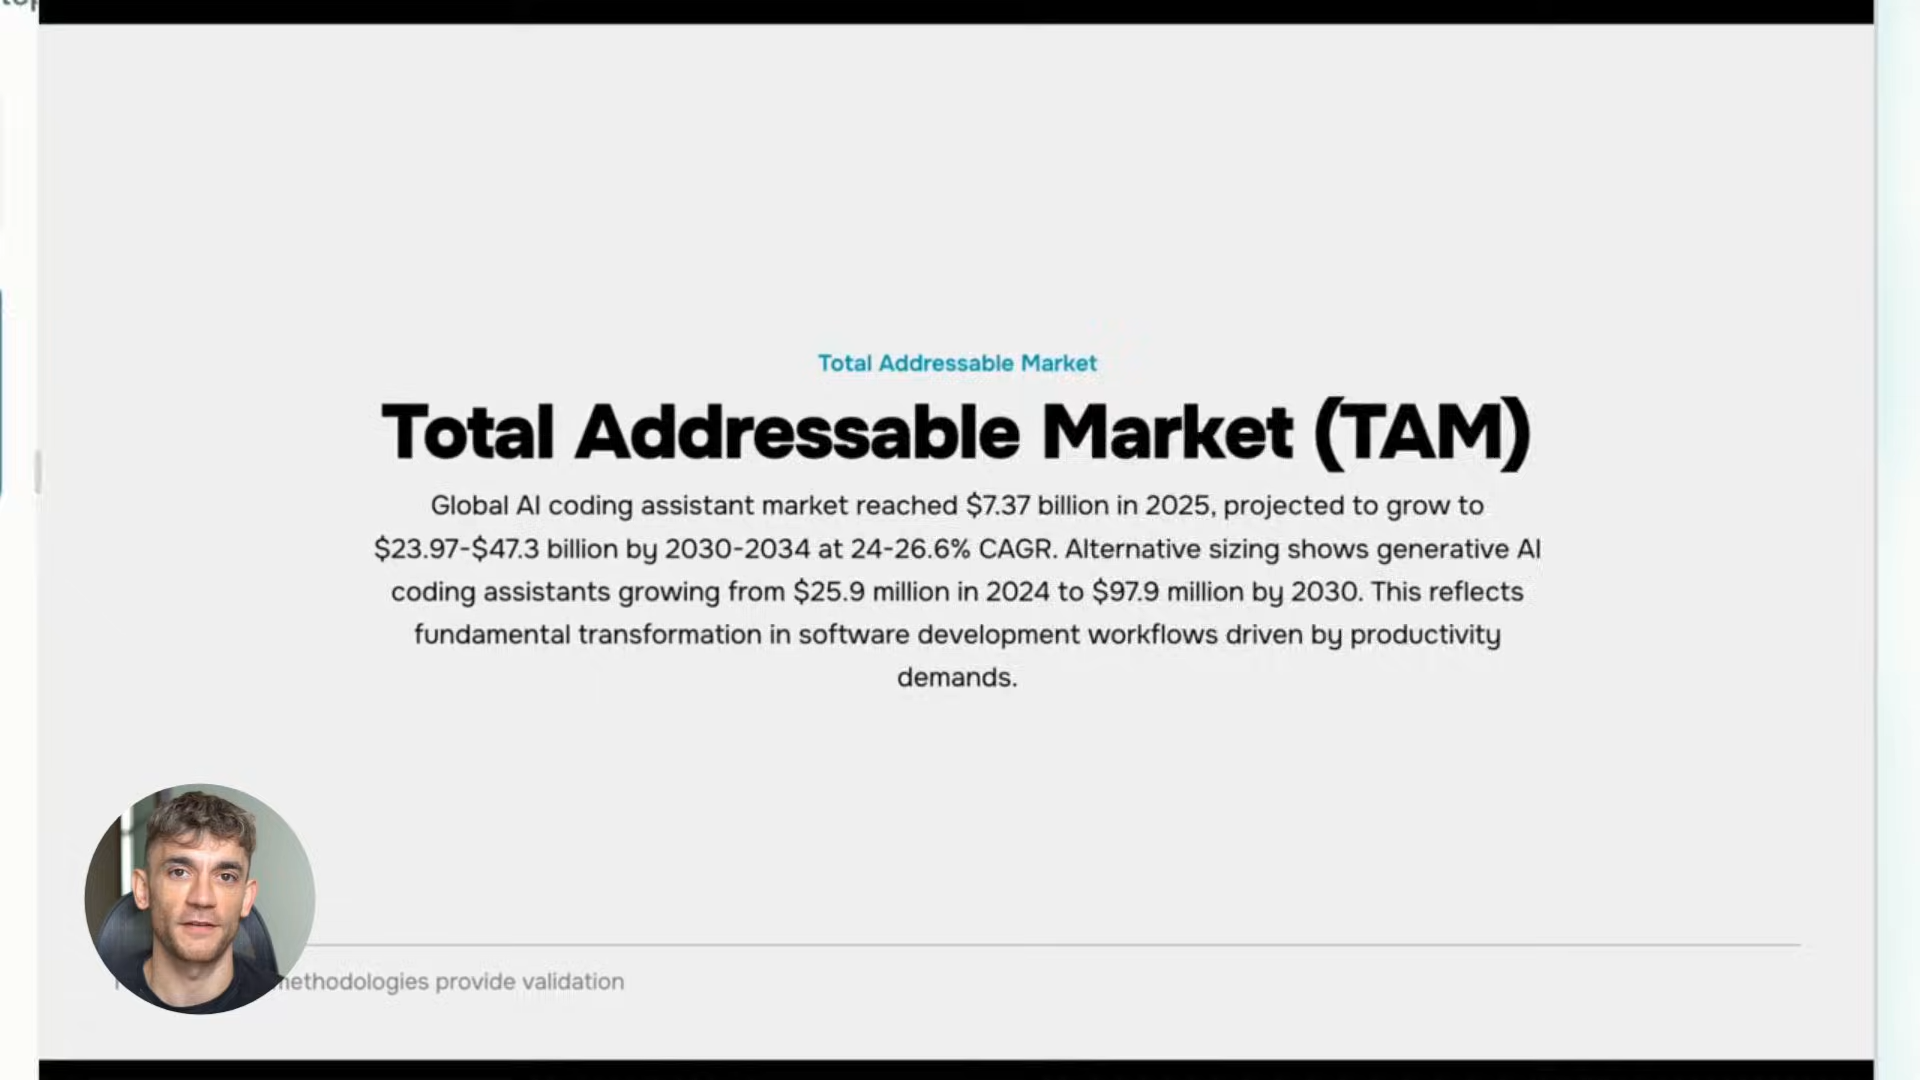 Total Addressable Market
Total Addressable Market (TAM)
Global AI coding assistant market reached $7.37 billion in 2025, projected to grow to
$23.97-$47.3 billion by 2030-2034 at 24-26.6% CAGR. Alternative sizing shows generative AI
coding assistants growing from $25.9 million in 2024 to $97.9 million by 2030. This reflects
fundamental transformation in software development workflows driven by productivity
demands.
provide validation